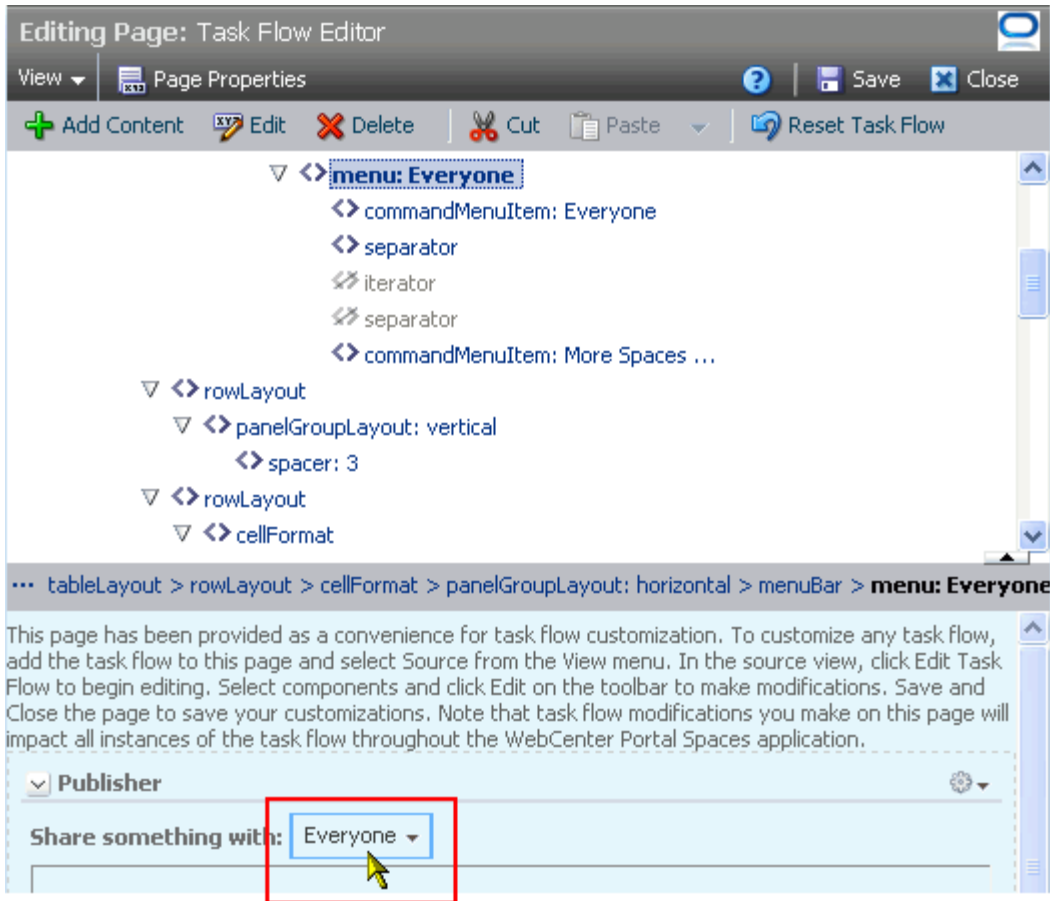 Editing Page: Task Flow Editor
View Page Properties Save Close
Add Content Edit Delete Cut Paste Reset Task Flow
menu: Everyone
commandMenuItem: Everyone
separator
iterator
separator
commandMenuItem: More Spaces ...
rowLayout
panelGroupLayout: vertical
spacer: 3
rowLayout
cellFormat
... tableLayout > rowLayout > cellFormat > panelGroupLayout: horizontal > menuBar > menu: Everyone
This page has been provided as a convenience for task flow customization. To customize any task flow,
add the task flow to this page and select Source from the View menu. In the source view, click Edit Task
Flow to begin editing. Select components and click Edit on the toolbar to make modifications. Save and
Close the page to save your customizations. Note that task flow modifications you make on this page will
impact all instances of the task flow throughout the WebCenter Portal Spaces application.
Publisher
Share something with: Everyone